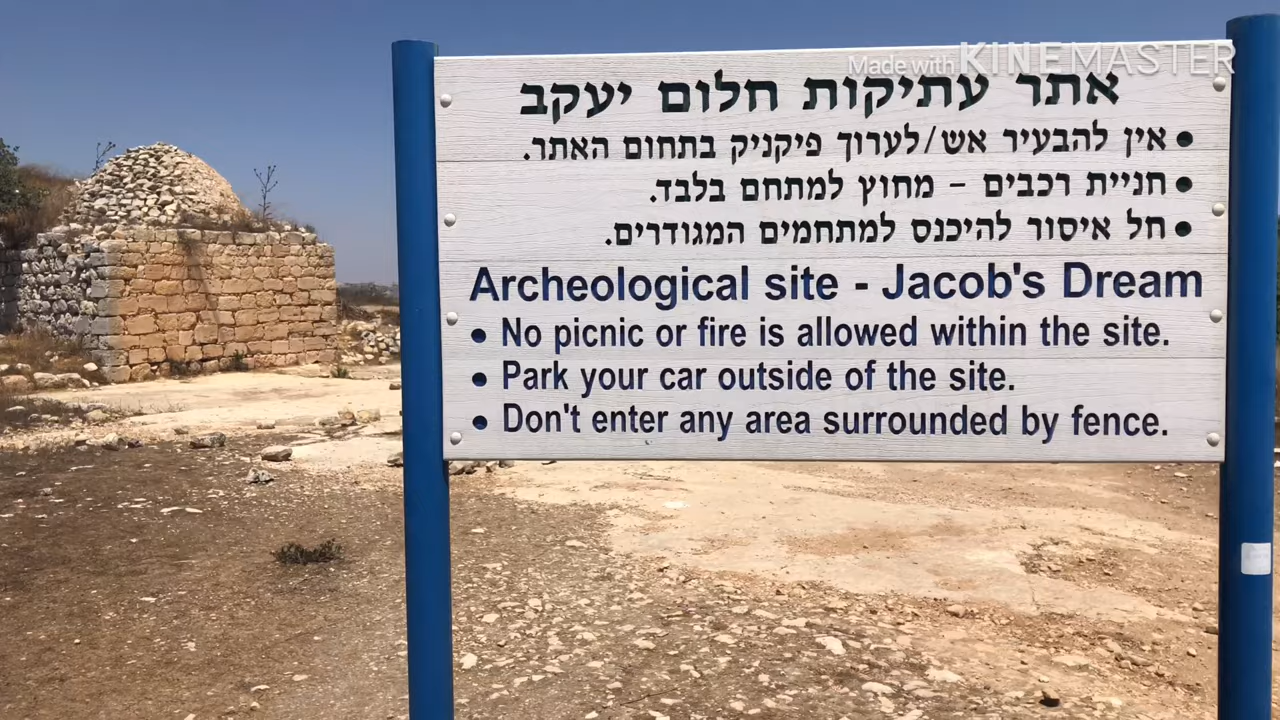 Made with KINEMASTER
אתר עתיקות חלום יעקב
• אין להבעיר אש/לערוך פיקניק בתחום האתר.
• חניית רכבים - מחוץ למתחם בלבד.
• חל איסור להיכנס למתחמים המגודרים.
Archeological site - Jacob's Dream
• No picnic or fire is allowed within the site.
• Park your car outside of the site.
• Don't enter any area surrounded by fence.